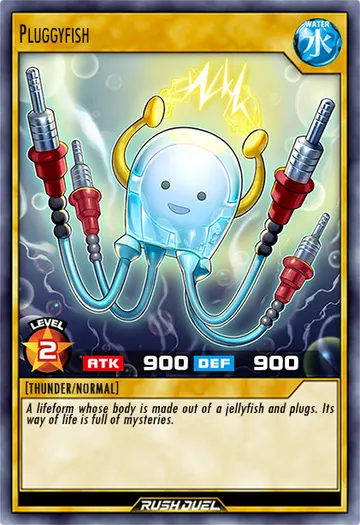 Pluggyfish
WATER
水
LEVEL
2
ATK 900 DEF 900
[THUNDER/NORMAL]
A lifeform whose body is made out of a jellyfish and plugs. Its
way of life is full of mysteries.
RUSH DUEL